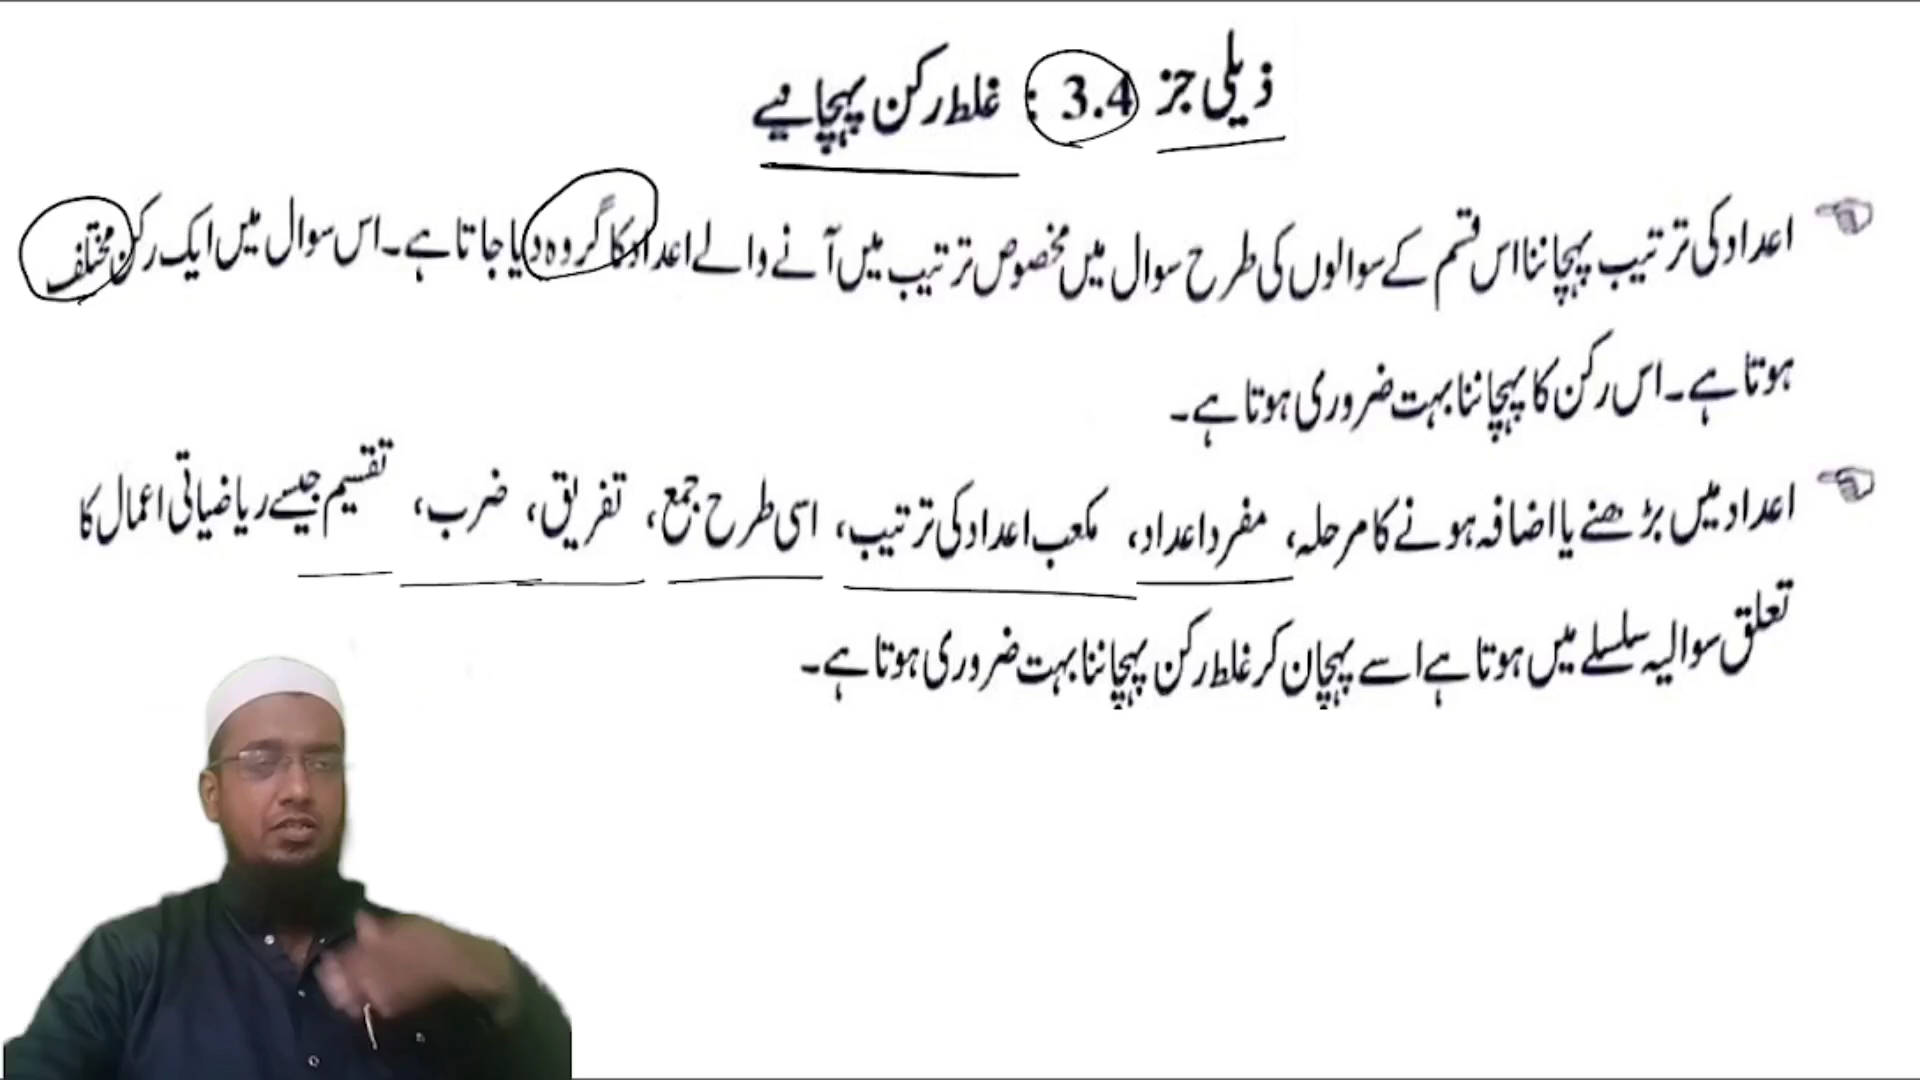 ذیلی جز 3.4 : غلط رکن پہچانیے
اعداد کی ترتیب پہچاننا اس قسم کے سوالوں کی طرح سوال میں مخصوص ترتیب میں آنے والے اعداد کا گروہ دیا جاتا ہے۔ اس سوال میں ایک رکن مختلف
ہوتا ہے۔ اس رکن کا پہچاننا بہت ضروری ہوتا ہے۔
اعداد میں بڑھنے یا اضافہ ہونے کا مرحلہ، مفرد اعداد، مکعب اعداد کی ترتیب، اسی طرح جمع، تفریق، ضرب، تقسیم جیسے ریاضیاتی اعمال کا
تعلق سوالیہ سلسلے میں ہوتا ہے اسے پہچان کر غلط رکن پہچاننا بہت ضروری ہوتا ہے۔